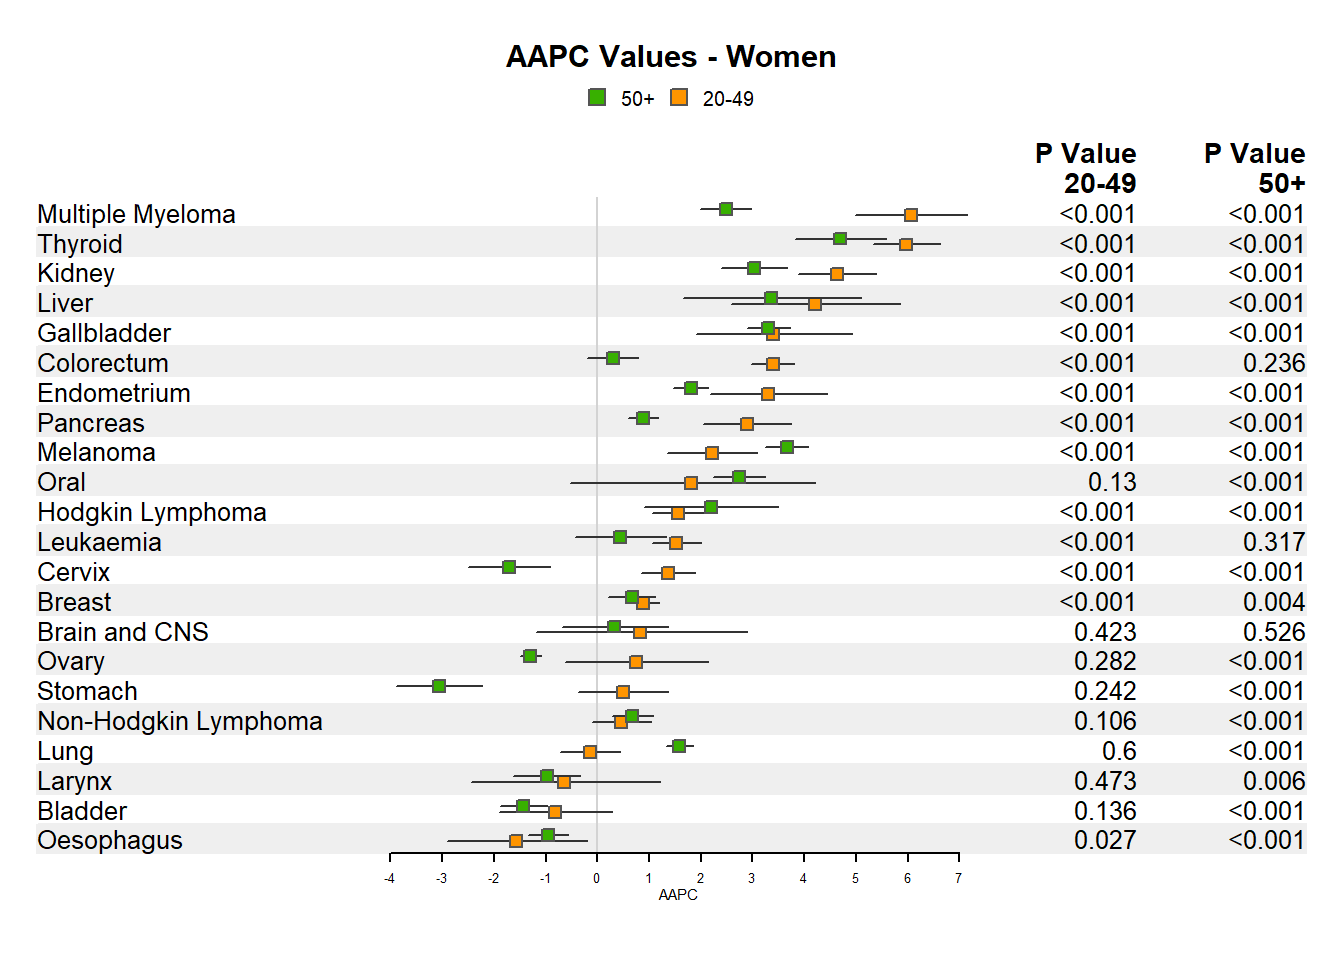 AAPC Values - Women
50+ 20-49
P Value P Value
20-49 50+
Multiple Myeloma <0.001 <0.001
Thyroid <0.001 <0.001
Kidney <0.001 <0.001
Liver <0.001 <0.001
Gallbladder <0.001 <0.001
Colorectum <0.001 0.236
Endometrium <0.001 <0.001
Pancreas <0.001 <0.001
Melanoma <0.001 <0.001
Oral 0.13 <0.001
Hodgkin Lymphoma <0.001 <0.001
Leukaemia <0.001 0.317
Cervix <0.001 <0.001
Breast <0.001 0.004
Brain and CNS 0.423 0.526
Ovary 0.282 <0.001
Stomach 0.242 <0.001
Non-Hodgkin Lymphoma 0.106 <0.001
Lung 0.6 <0.001
Larynx 0.473 0.006
Bladder 0.136 <0.001
Oesophagus 0.027 <0.001
-4 -3 -2 -1 0 1 2 3 4 5 6 7
AAPC